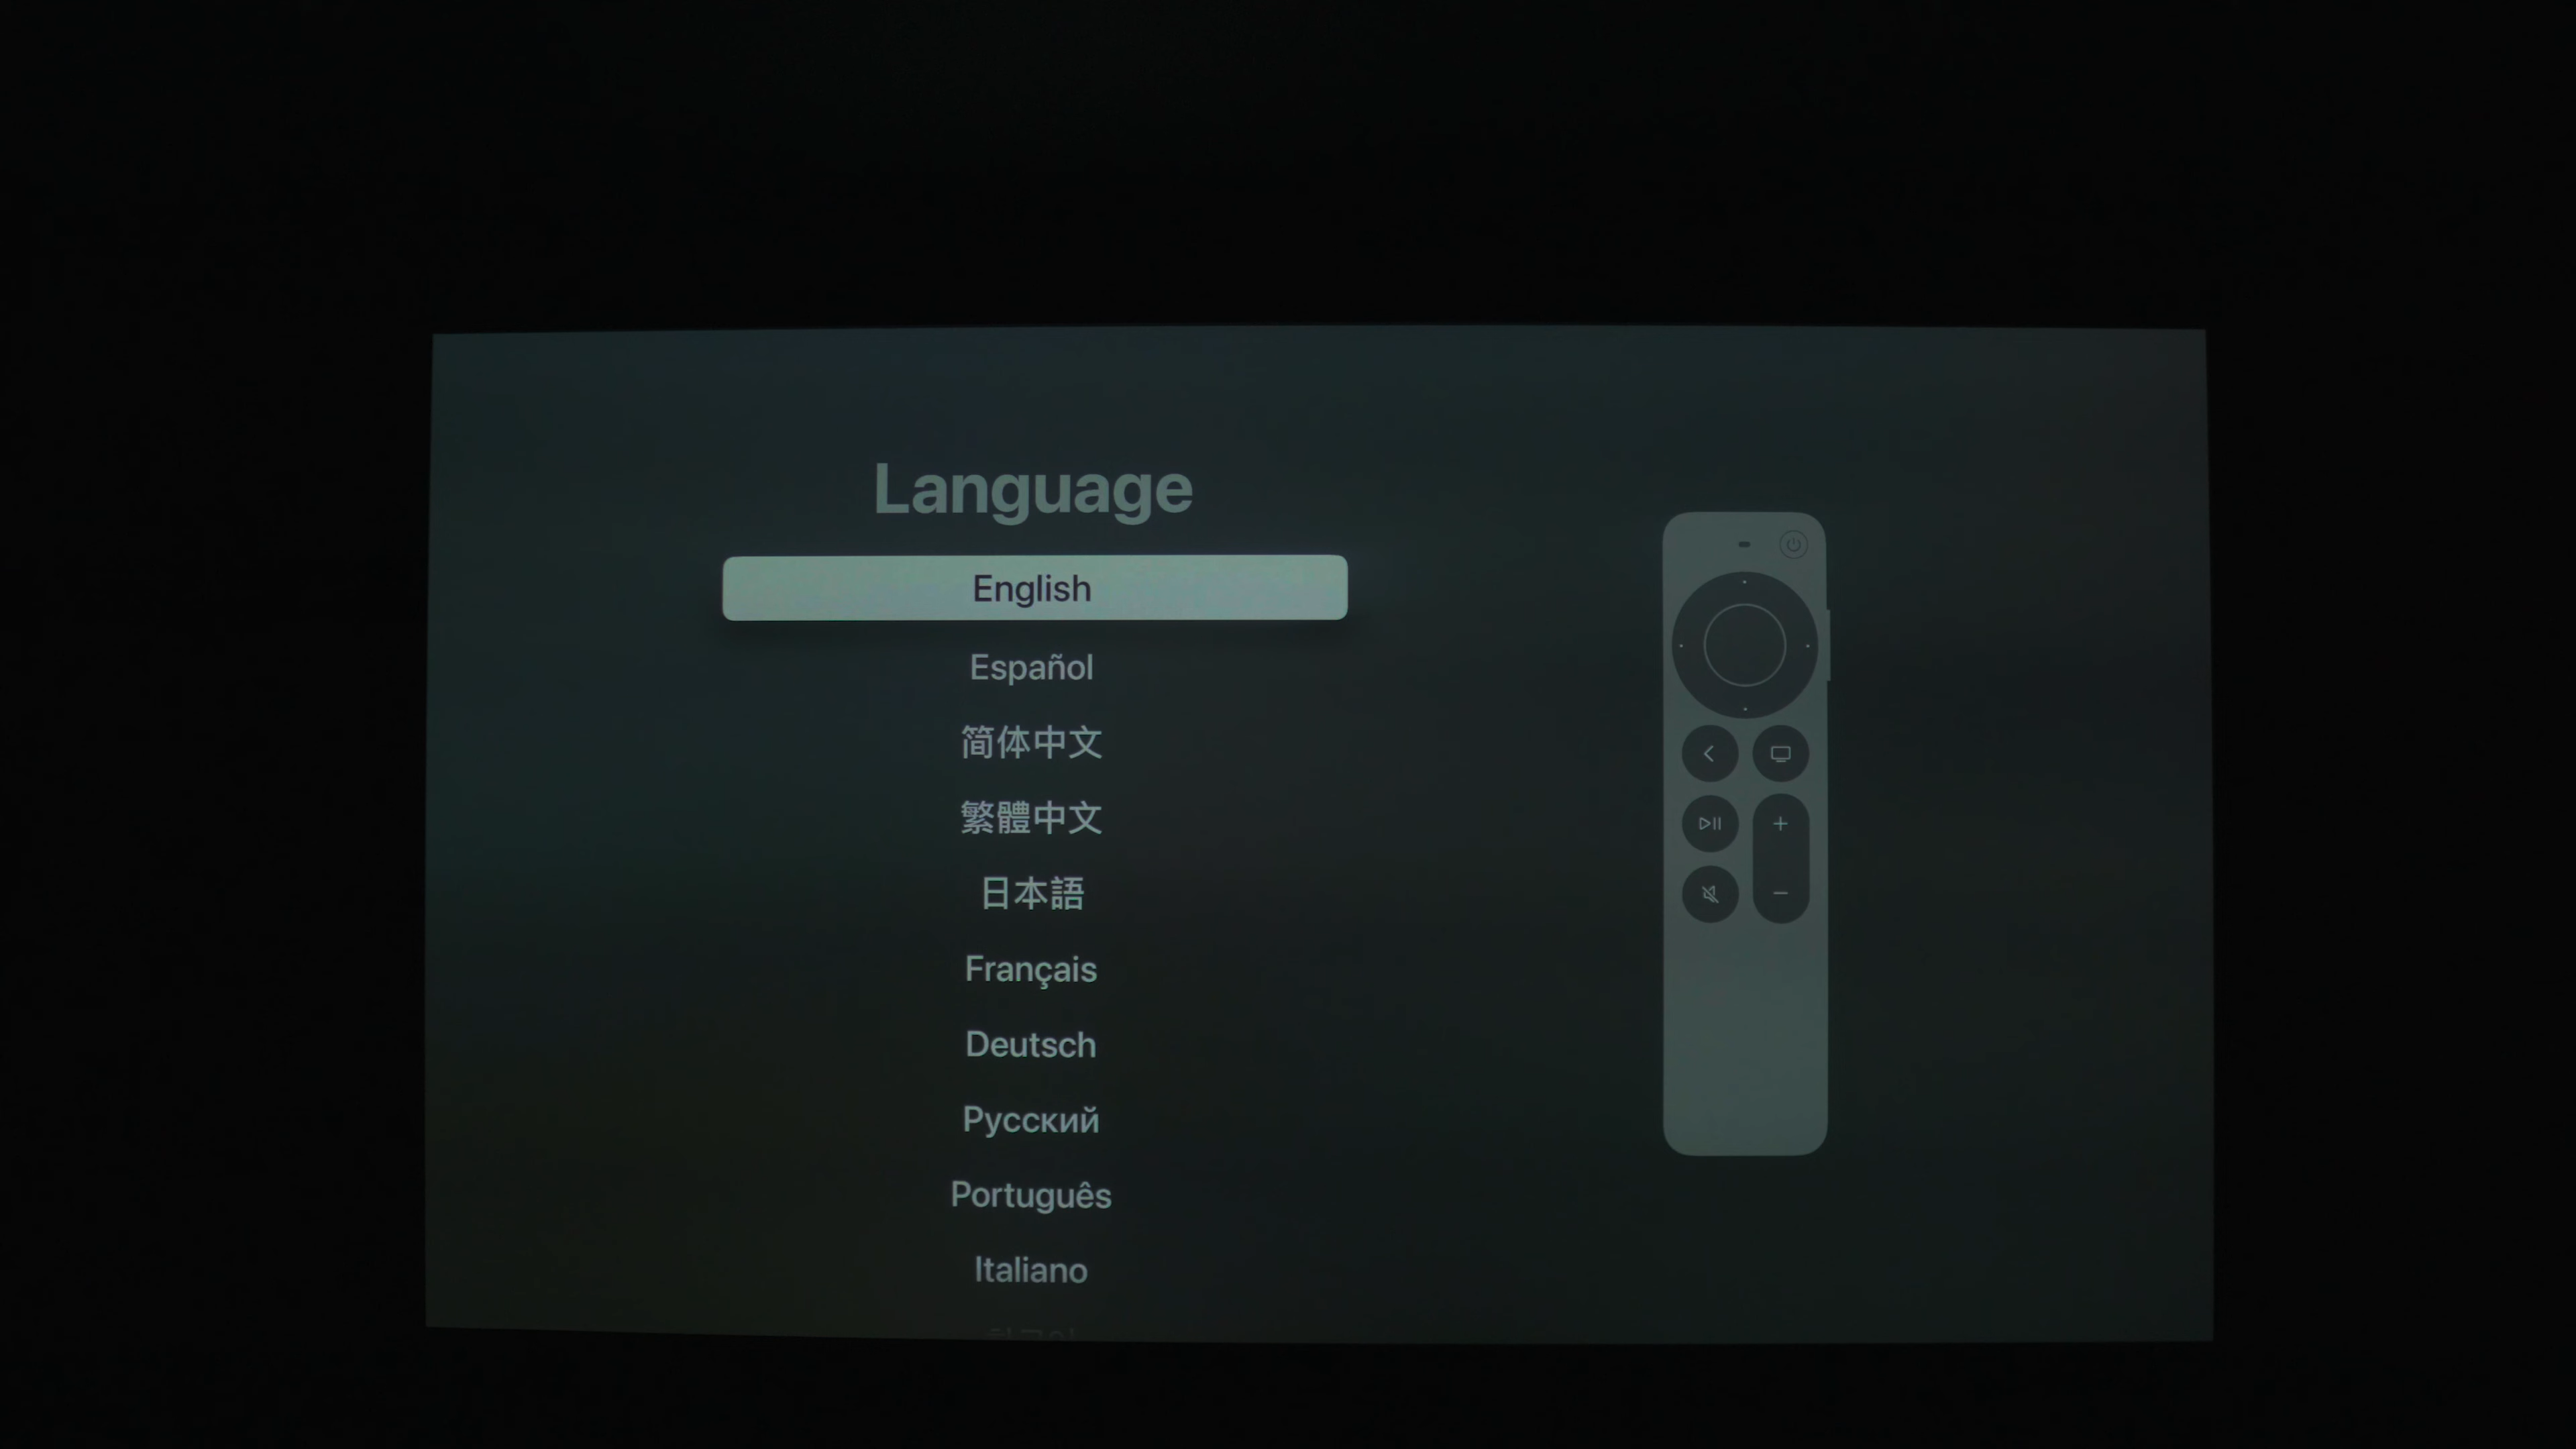 Language
English
Español
简体中文
繁體中文
日本語
Français
Deutsch
Русский
Português
Italiano